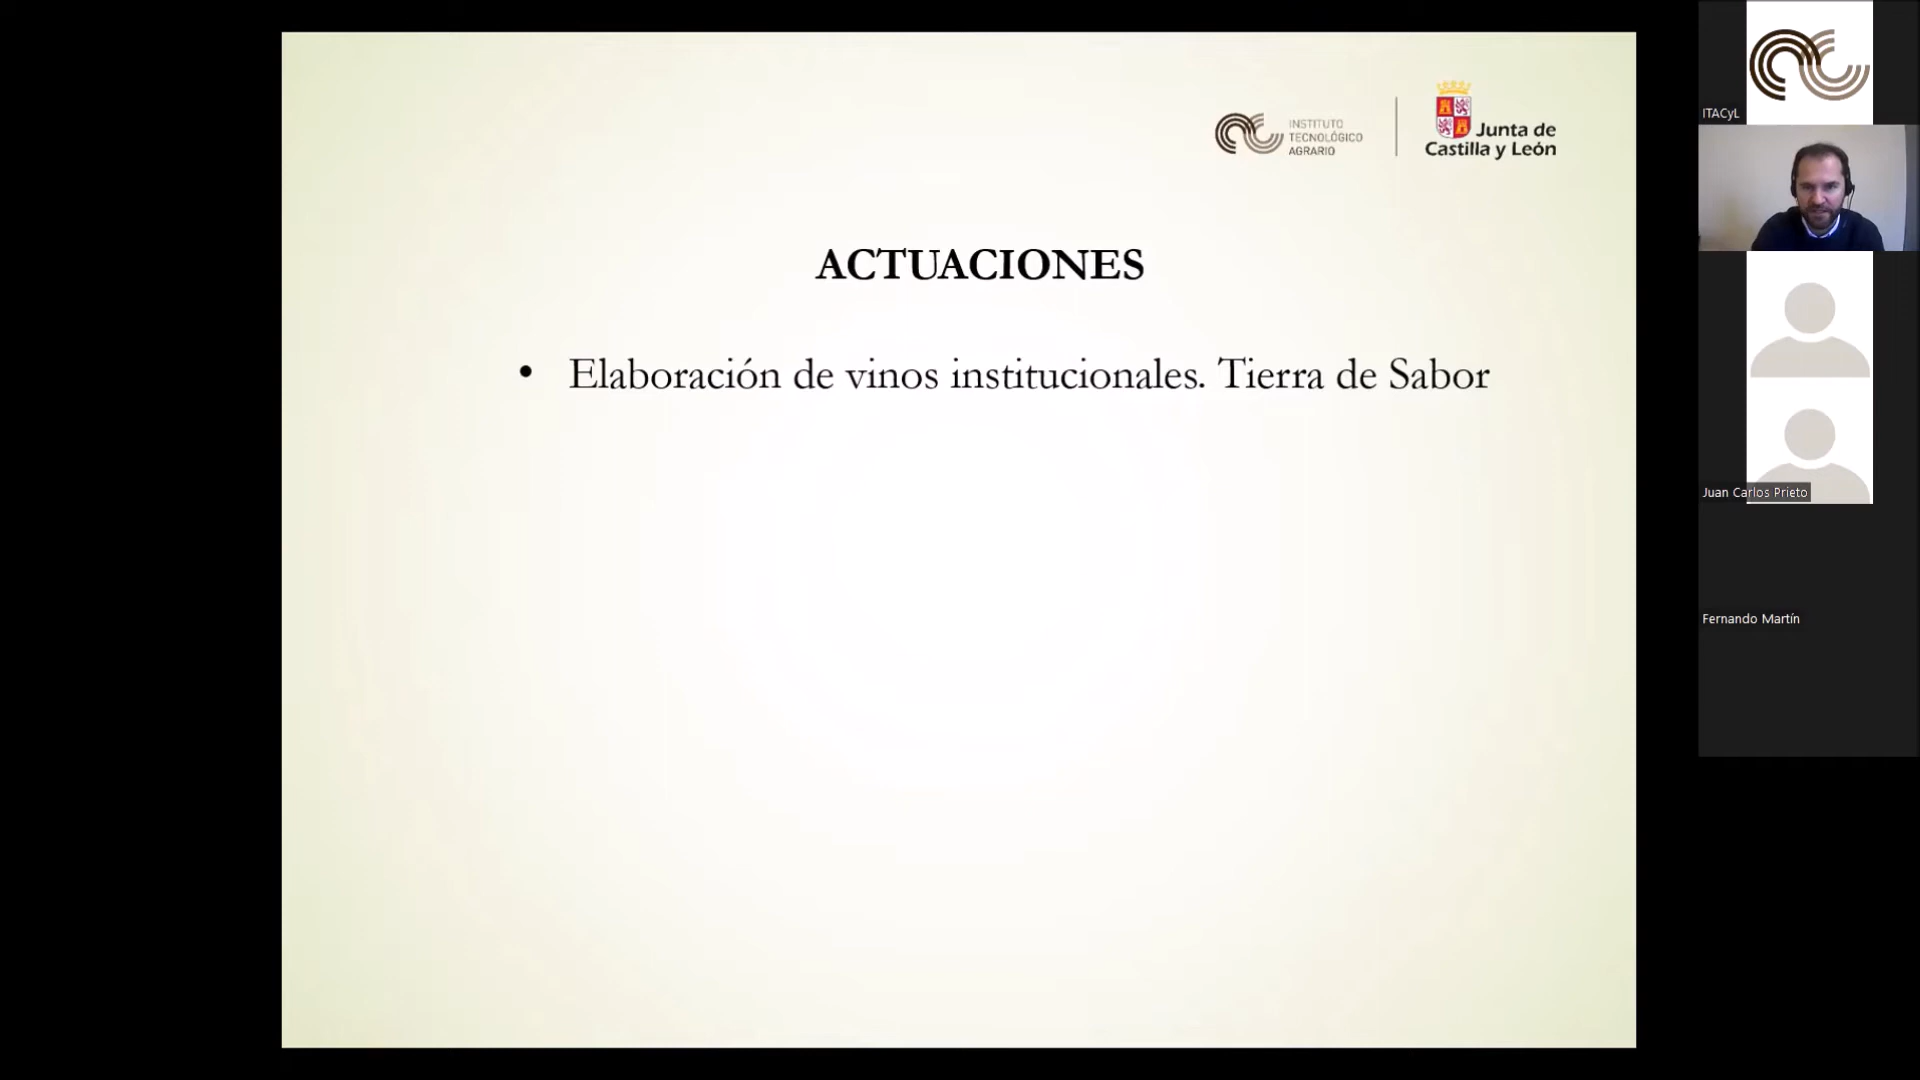 INSTITUTO
TECNOLÓGICO
AGRARIO
Junta de
Castilla y León
ACTUACIONES
• Elaboración de vinos institucionales. Tierra de Sabor
ITACyL
Juan Carlos Prieto
Fernando Martín